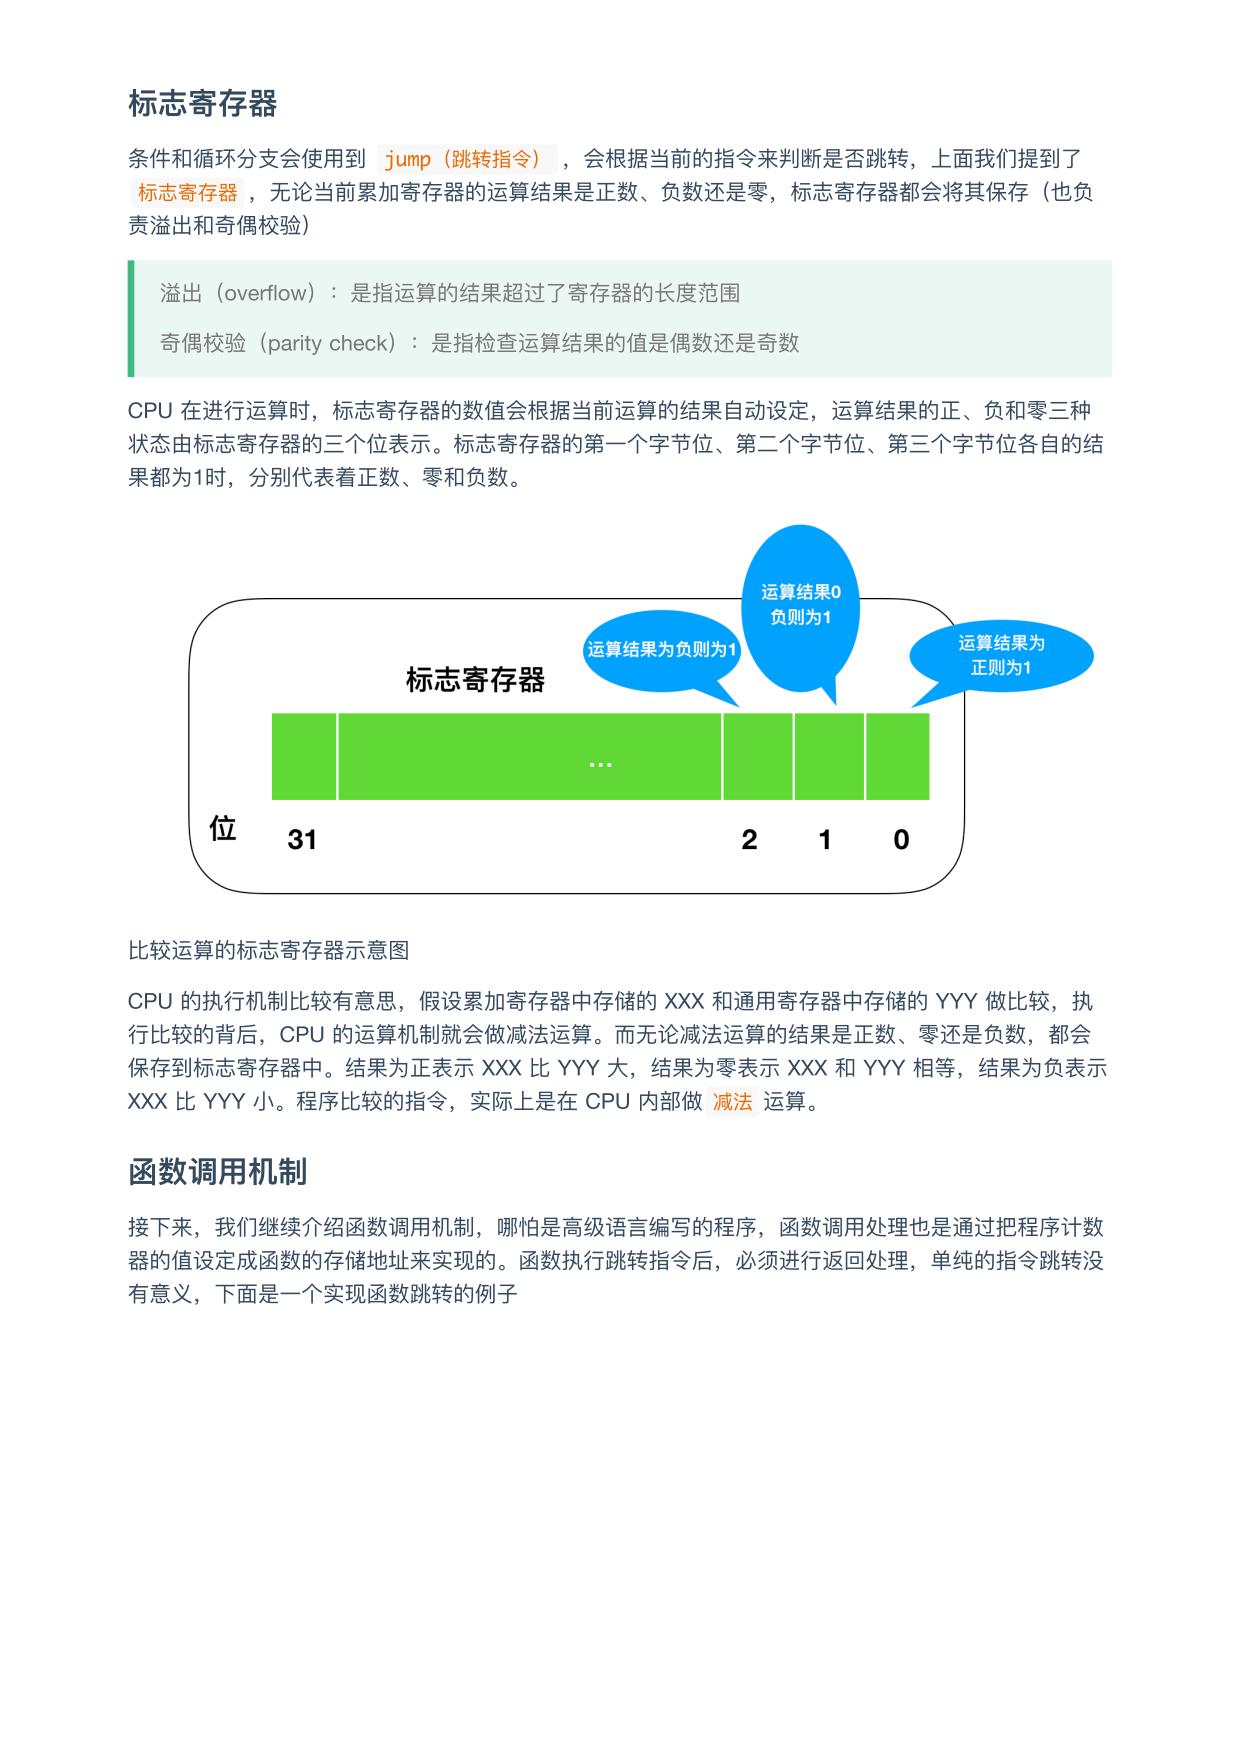 标志寄存器
条件和循环分支会使用到 jump（跳转指令），会根据当前的指令来判断是否跳转，上面我们提到了
标志寄存器，无论当前累加寄存器的运算结果是正数、负数还是零，标志寄存器都会将其保存（也负
责溢出和奇偶校验）
溢出（overflow）：是指运算的结果超过了寄存器的长度范围
奇偶校验（parity check）：是指检查运算结果的值是偶数还是奇数
CPU 在进行运算时，标志寄存器的数值会根据当前运算的结果自动设定，运算结果的正、负和零三种
状态由标志寄存器的三个位表示。标志寄存器的第一个字节位、第二个字节位、第三个字节位各自的结
果都为1时，分别代表着正数、零和负数。
运算结果0
负则为1
运算结果为负则为1
运算结果为
正则为1
标志寄存器
...
位
31 2 1 0
比较运算的标志寄存器示意图
CPU 的执行机制比较有意思，假设累加寄存器中存储的 XXX 和通用寄存器中存储的 YYY 做比较，执
行比较的背后，CPU 的运算机制就会做减法运算。而无论减法运算的结果是正数、零还是负数，都会
保存到标志寄存器中。结果为正表示 XXX 比 YYY 大，结果为零表示 XXX 和 YYY 相等，结果为负表示
XXX 比 YYY 小。程序比较的指令，实际上是在 CPU 内部做 减法 运算。
函数调用机制
接下来，我们继续介绍函数调用机制，哪怕是高级语言编写的程序，函数调用处理也是通过把程序计数
器的值设定成函数的存储地址来实现的。函数执行跳转指令后，必须进行返回处理，单纯的指令跳转没
有意义，下面是一个实现函数跳转的例子